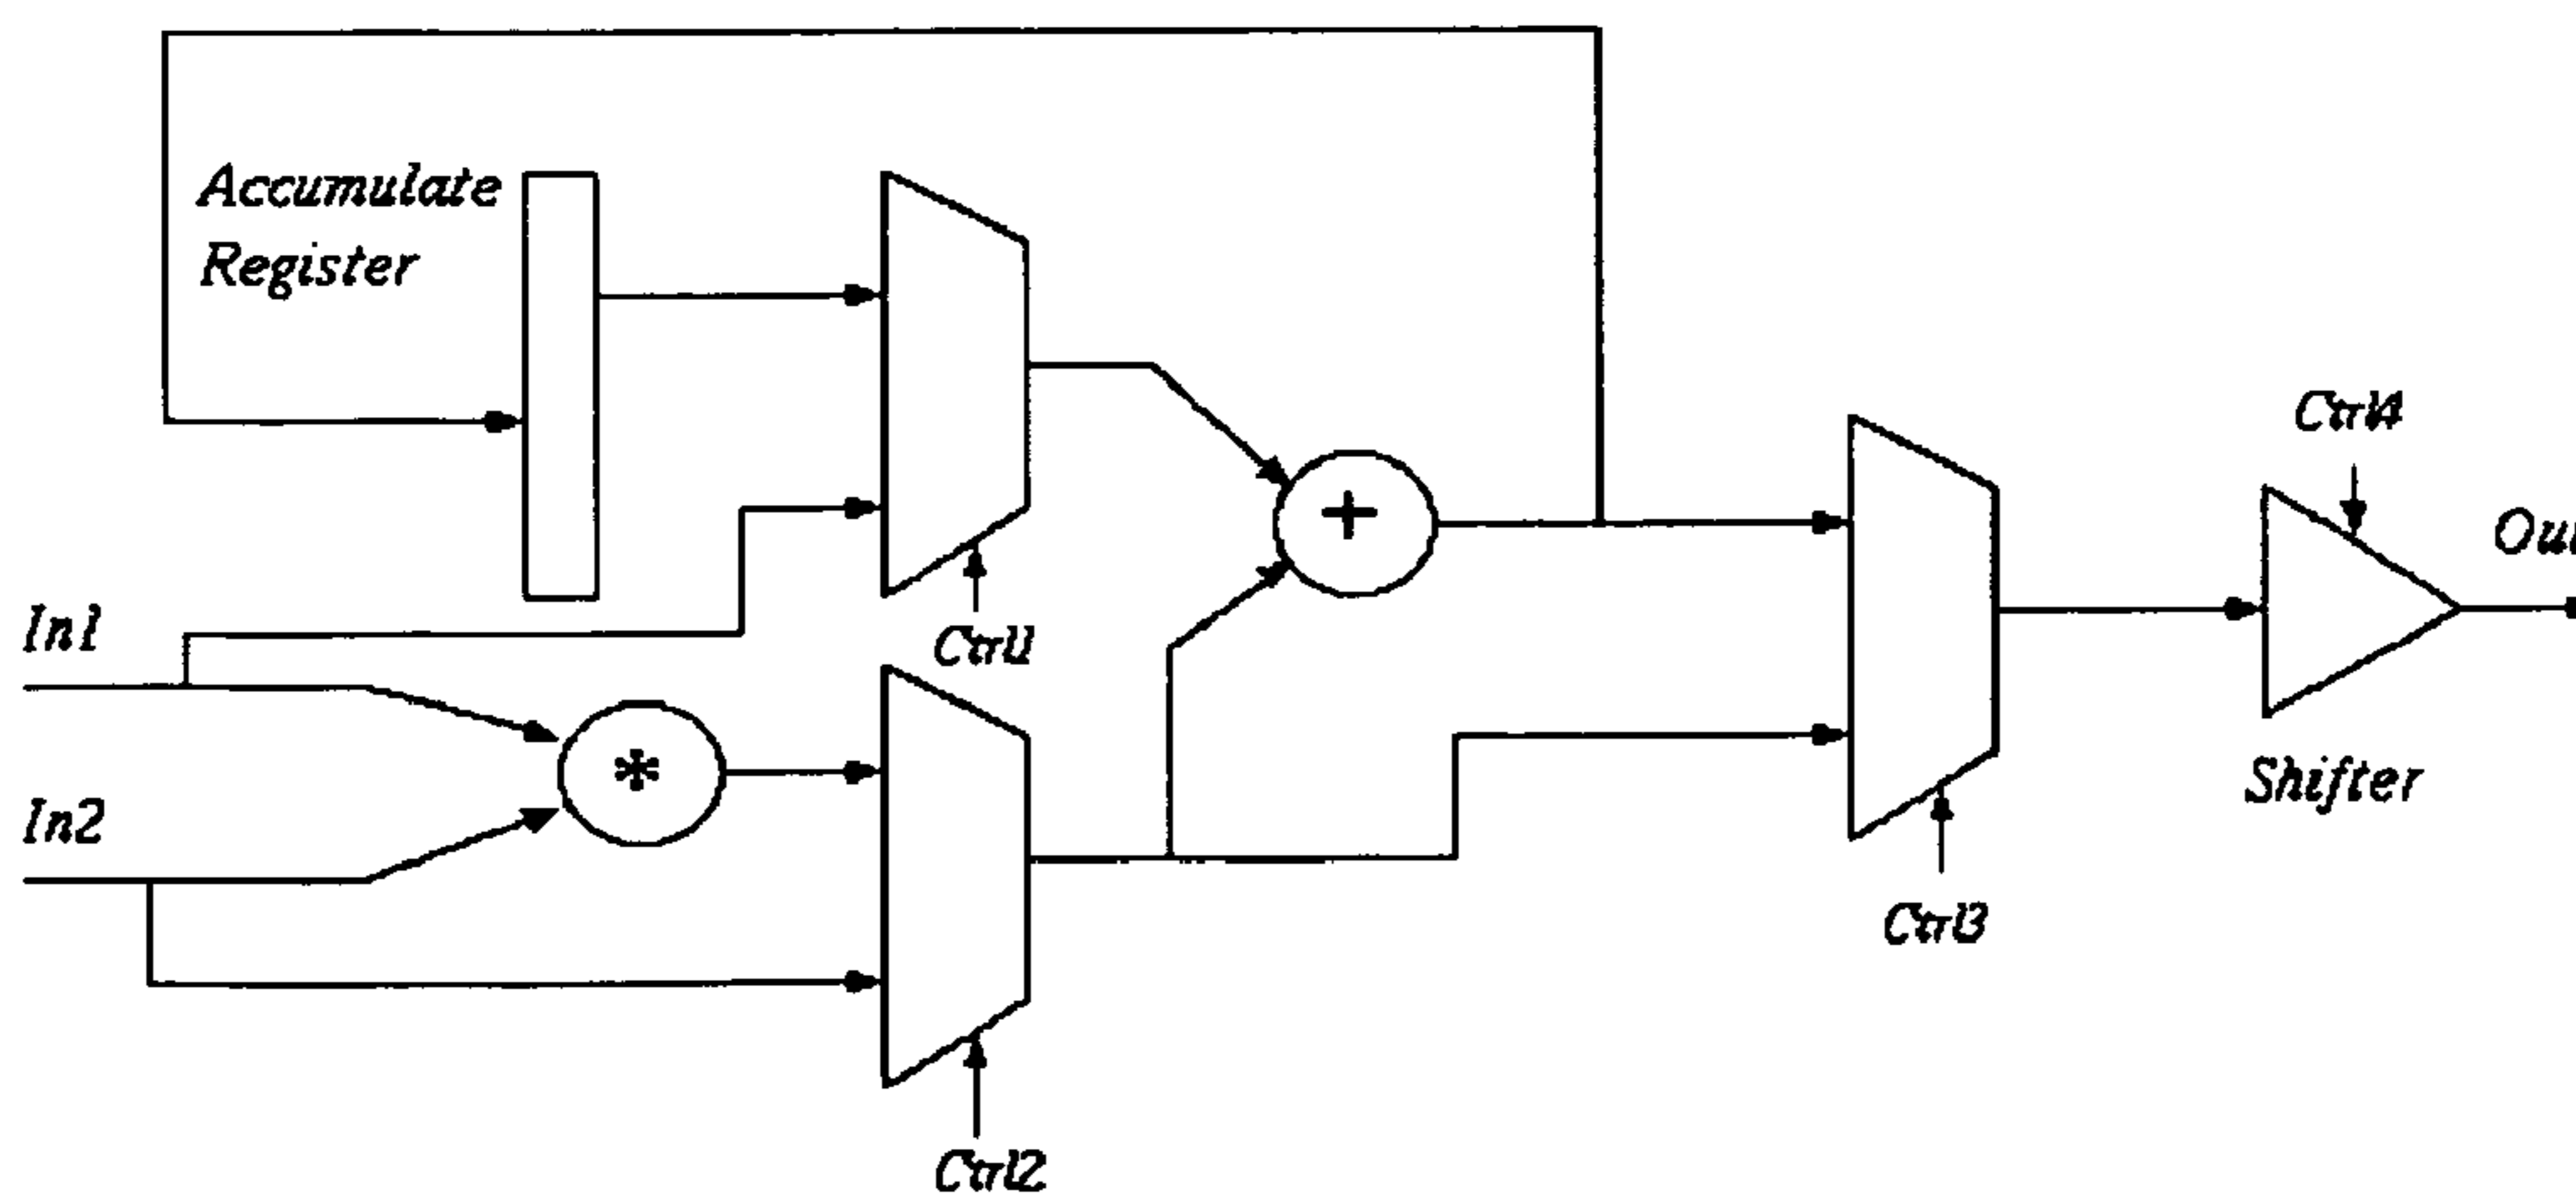 Accumulate
Register
In1
In2
*
+
Ctrl1
Ctrl2
Ctrl3
Ctrl4
Shifter